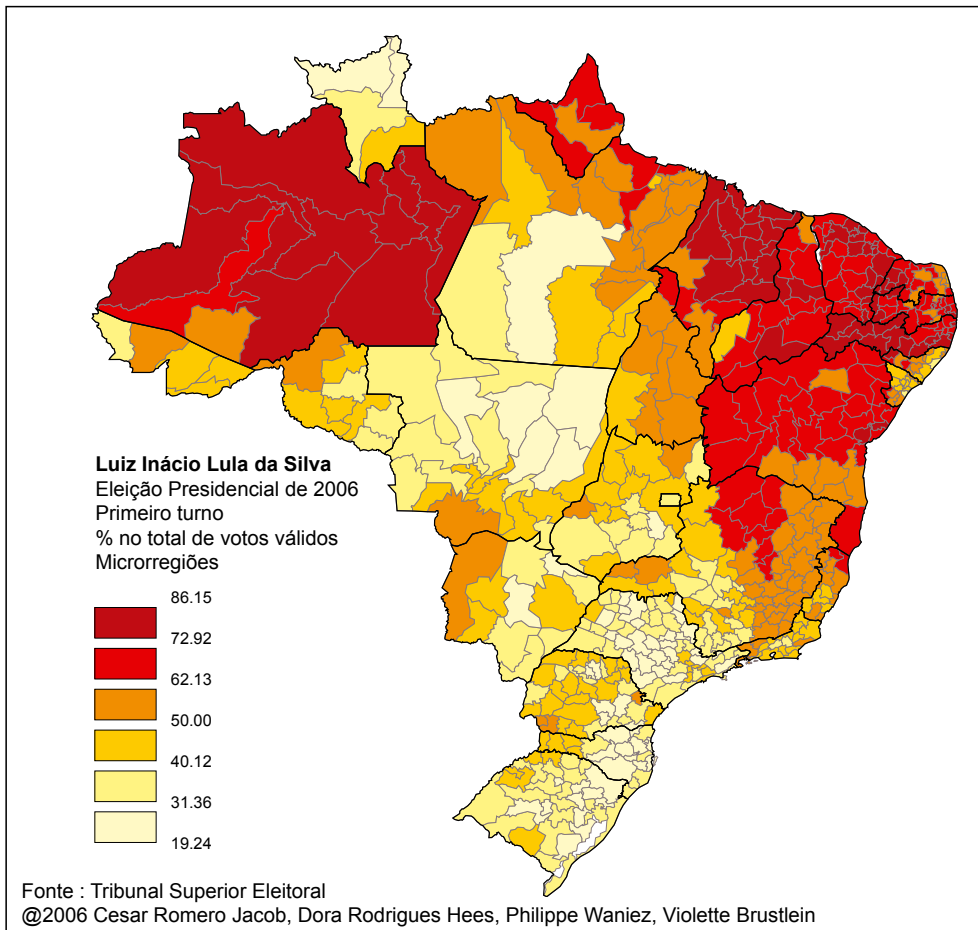 Luiz Inácio Lula da Silva
Eleição Presidencial de 2006
Primeiro turno
% no total de votos válidos
Microrregiões
86.15
72.92
62.13
50.00
40.12
31.36
19.24
Fonte : Tribunal Superior Eleitoral
@2006 Cesar Romero Jacob, Dora Rodrigues Hees, Philippe Waniez, Violette Brustlein